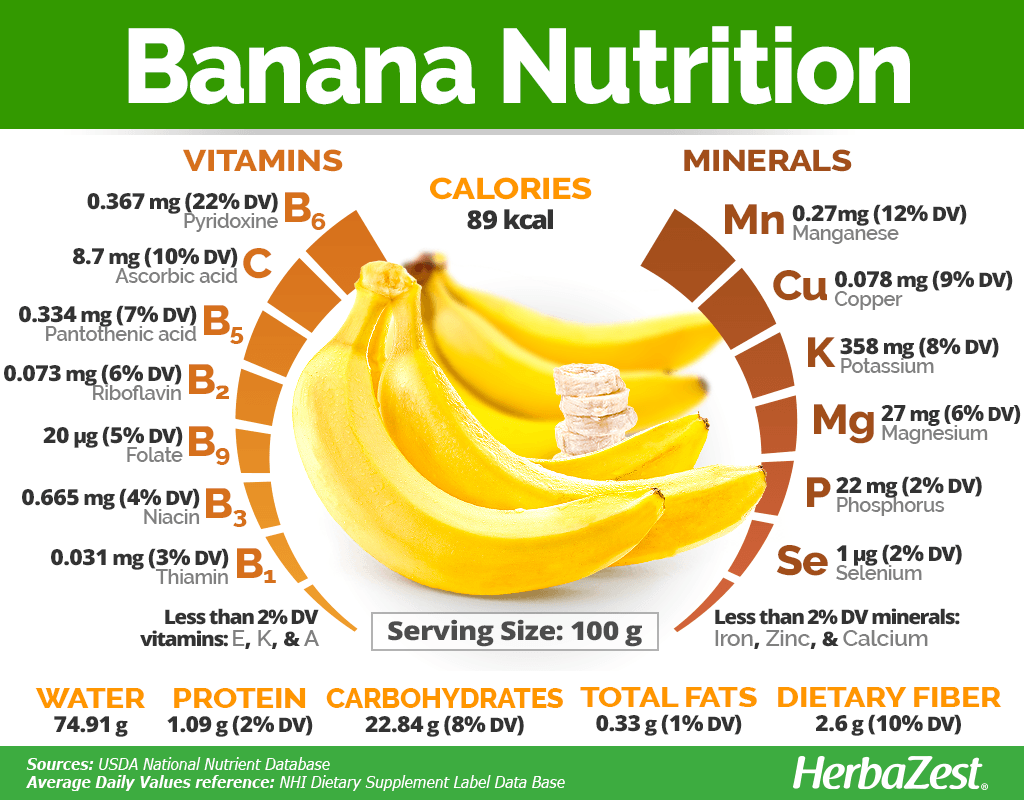 Banana Nutrition
VITAMINS
0.367 mg (22% DV)
Pyridoxine
B6
8.7 mg (10% DV)
Ascorbic acid
C
0.334 mg (7% DV)
Pantothenic acid
B5
0.073 mg (6% DV)
Riboflavin
B2
20 µg (5% DV)
Folate
B9
0.665 mg (4% DV)
Niacin
B3
0.031 mg (3% DV)
Thiamin
B1
Less than 2% DV
vitamins: E, K, & A
CALORIES
89 kcal
MINERALS
Mn
0.27mg (12% DV)
Manganese
Cu
0.078 mg (9% DV)
Copper
K
358 mg (8% DV)
Potassium
Mg
27 mg (6% DV)
Magnesium
P
22 mg (2% DV)
Phosphorus
Se
1 µg (2% DV)
Selenium
Less than 2% DV minerals:
Iron, Zinc, & Calcium
Serving Size: 100 g
WATER
74.91 g
PROTEIN
1.09 g (2% DV)
CARBOHYDRATES
22.84 g (8% DV)
TOTAL FATS
0.33 g (1% DV)
DIETARY FIBER
2.6 g (10% DV)
Sources: USDA National Nutrient Database
Average Daily Values reference: NHI Dietary Supplement Label Data Base
HerbaZest®